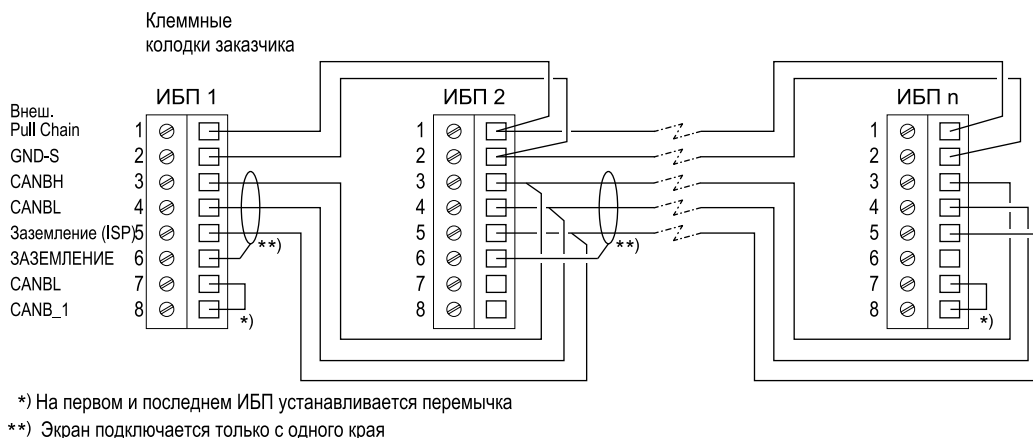 Клеммные
колодки заказчика
ИБП 1
ИБП 2
ИБП n
Внеш.
Pull Chain 1 1 1
GND-S 2 2 2
CANBH 3 3 3
CANBL 4 4 4
Заземление (ISP) 5 5 5
**) **)
ЗАЗЕМЛЕНИЕ 6 6 6
CANBL 7 7 7
CANB_1 8 8 8
*) *)
*) На первом и последнем ИБП устанавливается перемычка
**) Экран подключается только с одного края